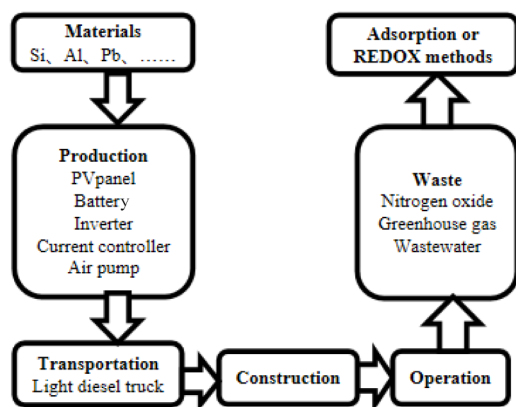 Materials
Si、Al、Pb、……
Production
PVpanel
Battery
Inverter
Current controller
Air pump
Transportation
Light diesel truck
Construction
Operation
Waste
Nitrogen oxide
Greenhouse gas
Wastewater
Adsorption or
REDOX methods